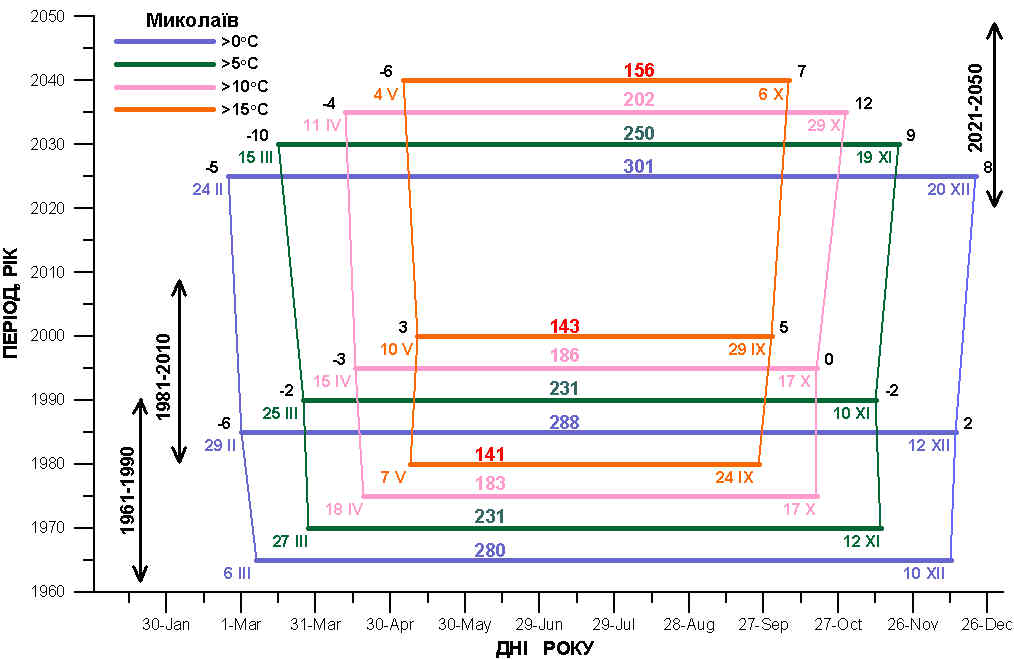 2050
2040
2030
2020
2010
2000
1990
1980
1970
1960
ПЕРІОД, РІК
Миколаїв
>0°C
>5°C
>10°C
>15°C
2021-2050
1981-2010
1961-1990
-6 156 7
4 V 6 X
-4 202 12
11 IV 29 X
-10 250 9
15 III 19 XI
-5 301 8
24 II 20 XII
3 143 5
10 V 29 IX
-3 186 0
15 IV 17 X
-2 231 -2
25 III 10 XI
-6 288 2
29 II 12 XII
141
7 V 24 IX
183
18 IV 17 X
231
27 III 12 XI
280
6 III 10 XII
30-Jan 1-Mar 31-Mar 30-Apr 30-May 29-Jun 29-Jul 28-Aug 27-Sep 27-Oct 26-Nov 26-Dec
ДНІ РОКУ